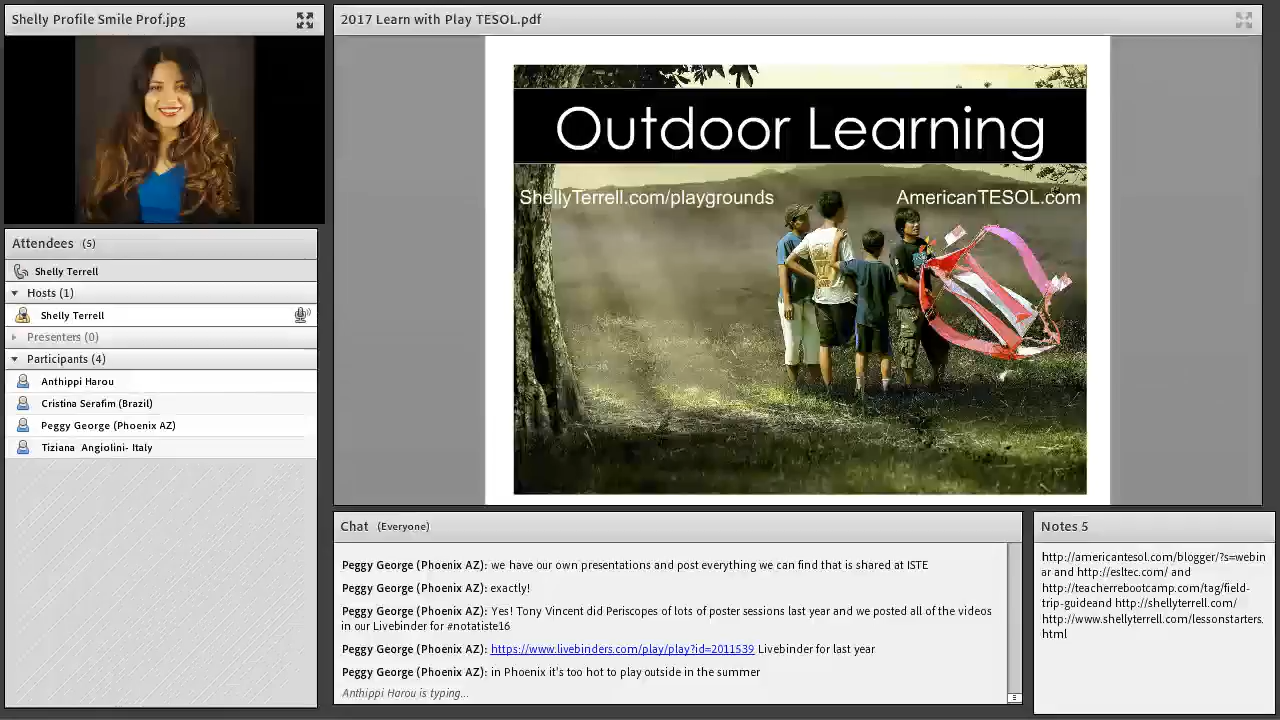 Shelly Profile Smile Prof.jpg
2017 Learn with Play TESOL.pdf
Outdoor Learning
ShellyTerrell.com/playgrounds
AmericanTESOL.com
Attendees (5)
Shelly Terrell
Hosts (1)
Shelly Terrell
Presenters (0)
Participants (4)
Anthippi Harou
Cristina Serafim (Brazil)
Peggy George (Phoenix AZ)
Tiziana Angiolini- Italy
Chat (Everyone)
Peggy George (Phoenix AZ): we have our own presentations and post everything we can find that is shared at ISTE
Peggy George (Phoenix AZ): exactly!
Peggy George (Phoenix AZ): Yes! Tony Vincent did Periscopes of lots of poster sessions last year and we posted all of the videos
in our Livebinder for #notatiste16
Peggy George (Phoenix AZ): https://www.livebinders.com/play/play?id=2011539 Livebinder for last year
Peggy George (Phoenix AZ): in Phoenix it's too hot to play outside in the summer
Anthippi Harou is typing...
Notes 5
http://americantesol.com/blogger/?s=webin
ar and http://esltec.com/ and
http://teacherrebootcamp.com/tag/field-
trip-guideand http://shellyterrell.com/
http://www.shellyterrell.com/lessonstarters.
html